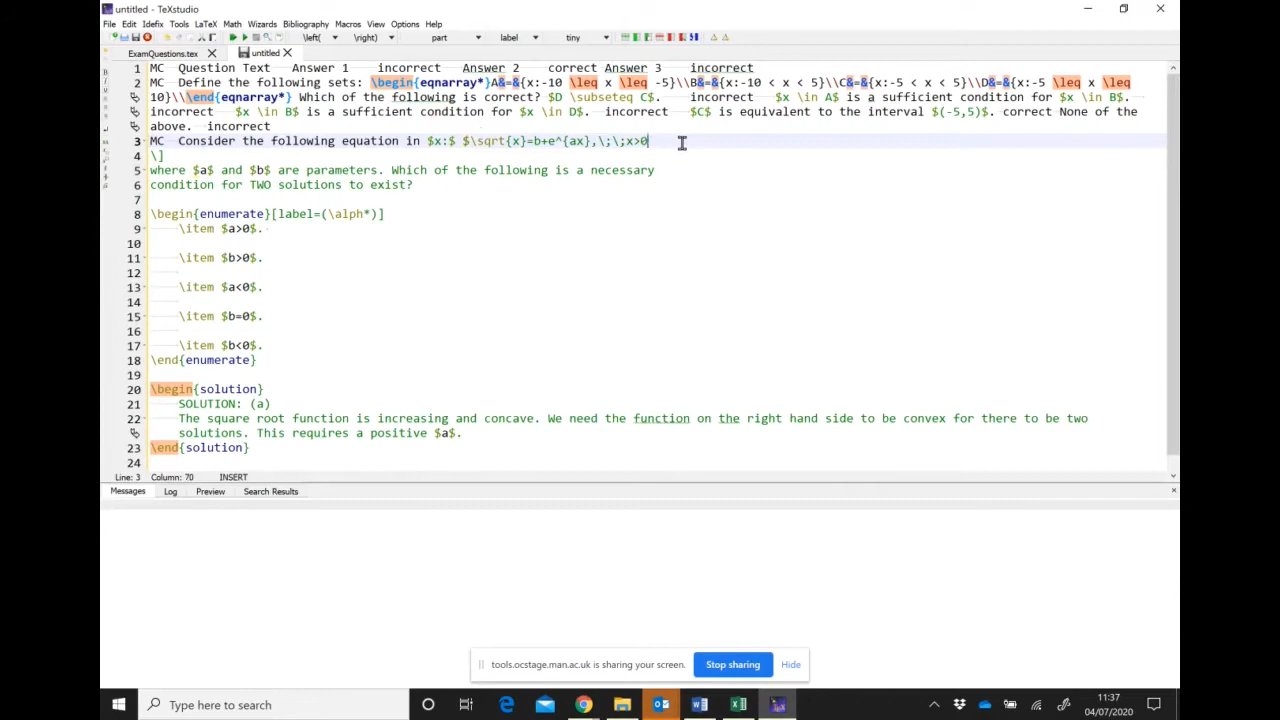 untitled - TeXstudio
File Edit Idefix Tools LaTeX Math Wizards Bibliography Macros View Options Help
\left( \right) part label tiny
ExamQuestions.tex untitled
1 MC Question Text Answer 1 incorrect Answer 2 correct Answer 3 incorrect
2 MC Define the following sets: \begin{eqnarray*}A&=&{x:-10 \leq x \leq -5}\\B&=&{x:-10 < x < 5}\\C&=&{x:-5 < x < 5}\\D&=&{x:-5 \leq x \leq
10}\\\end{eqnarray*} Which of the following is correct? $D \subseteq C$. incorrect $x \in A$ is a sufficient condition for $x \in B$.
incorrect $x \in B$ is a sufficient condition for $x \in D$. incorrect $C$ is equivalent to the interval $(-5,5)$. correct None of the
above. incorrect
3 MC Consider the following equation in $x:$ $\sqrt{x}=b+e^{ax},\;\;x>0
4 \]
5 where $a$ and $b$ are parameters. Which of the following is a necessary
6 condition for TWO solutions to exist?
7
8 \begin{enumerate}[label=(\alph*)]
9 \item $a>0$.
10
11 \item $b>0$.
12
13 \item $a<0$.
14
15 \item $b=0$.
16
17 \item $b<0$.
18 \end{enumerate}
19
20 \begin{solution}
21 SOLUTION: (a)
22 The square root function is increasing and concave. We need the function on the right hand side to be convex for there to be two
solutions. This requires a positive $a$.
23 \end{solution}
24
Line: 3 Column: 70 INSERT
Messages Log Preview Search Results
tools.ocstage.man.ac.uk is sharing your screen. Stop sharing Hide
Type here to search
11:37
04/07/2020